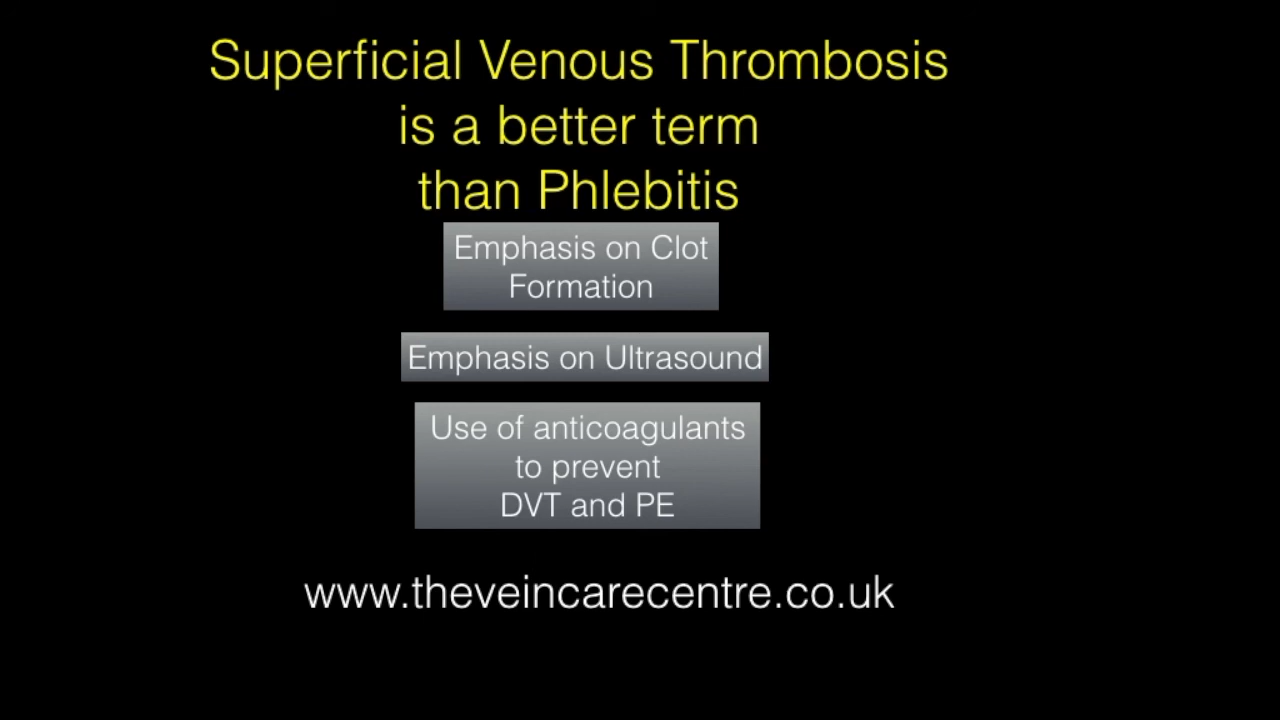 Superficial Venous Thrombosis
is a better term
than Phlebitis
Emphasis on Clot
Formation
Emphasis on Ultrasound
Use of anticoagulants
to prevent
DVT and PE
www.theveincarecentre.co.uk